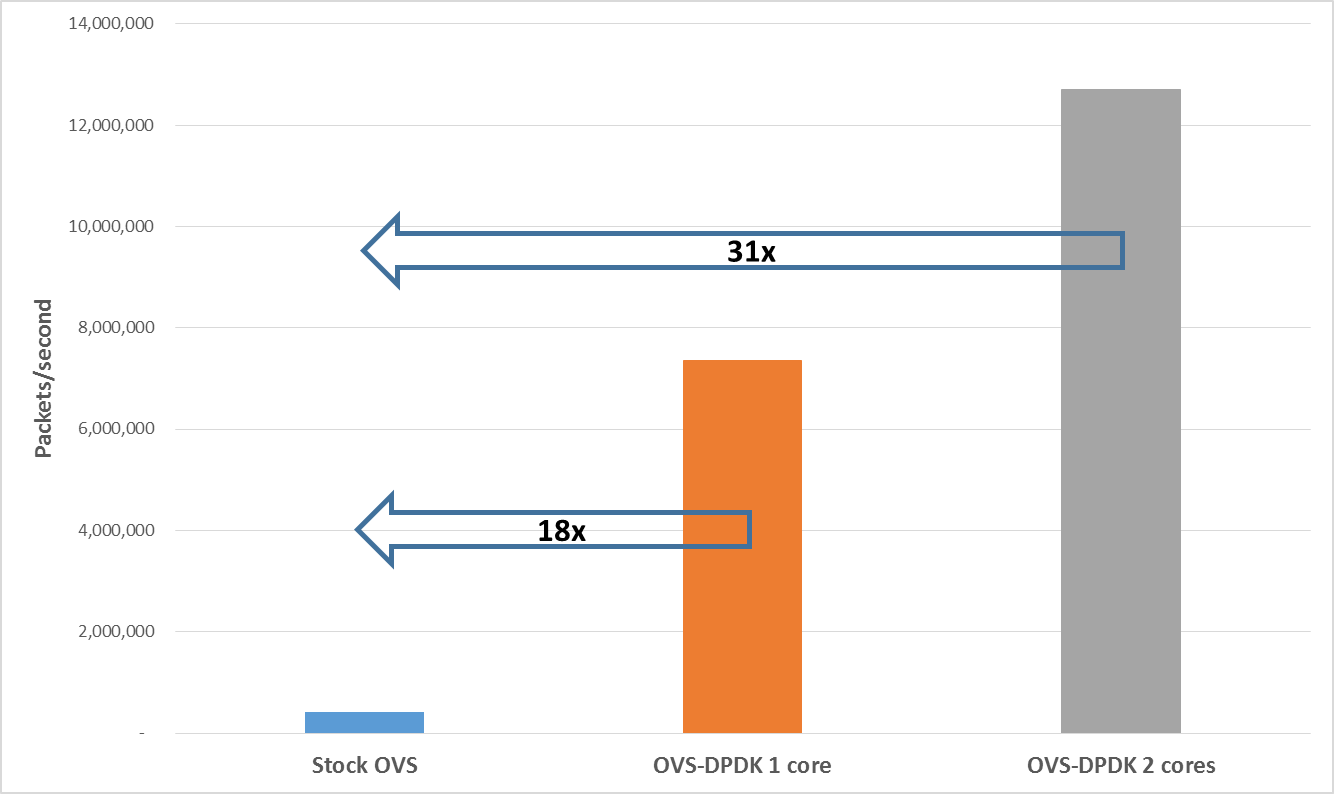 14,000,000
12,000,000
10,000,000
31x
8,000,000
Packets/second
6,000,000
4,000,000
18x
2,000,000
-
Stock OVS
OVS-DPDK 1 core
OVS-DPDK 2 cores